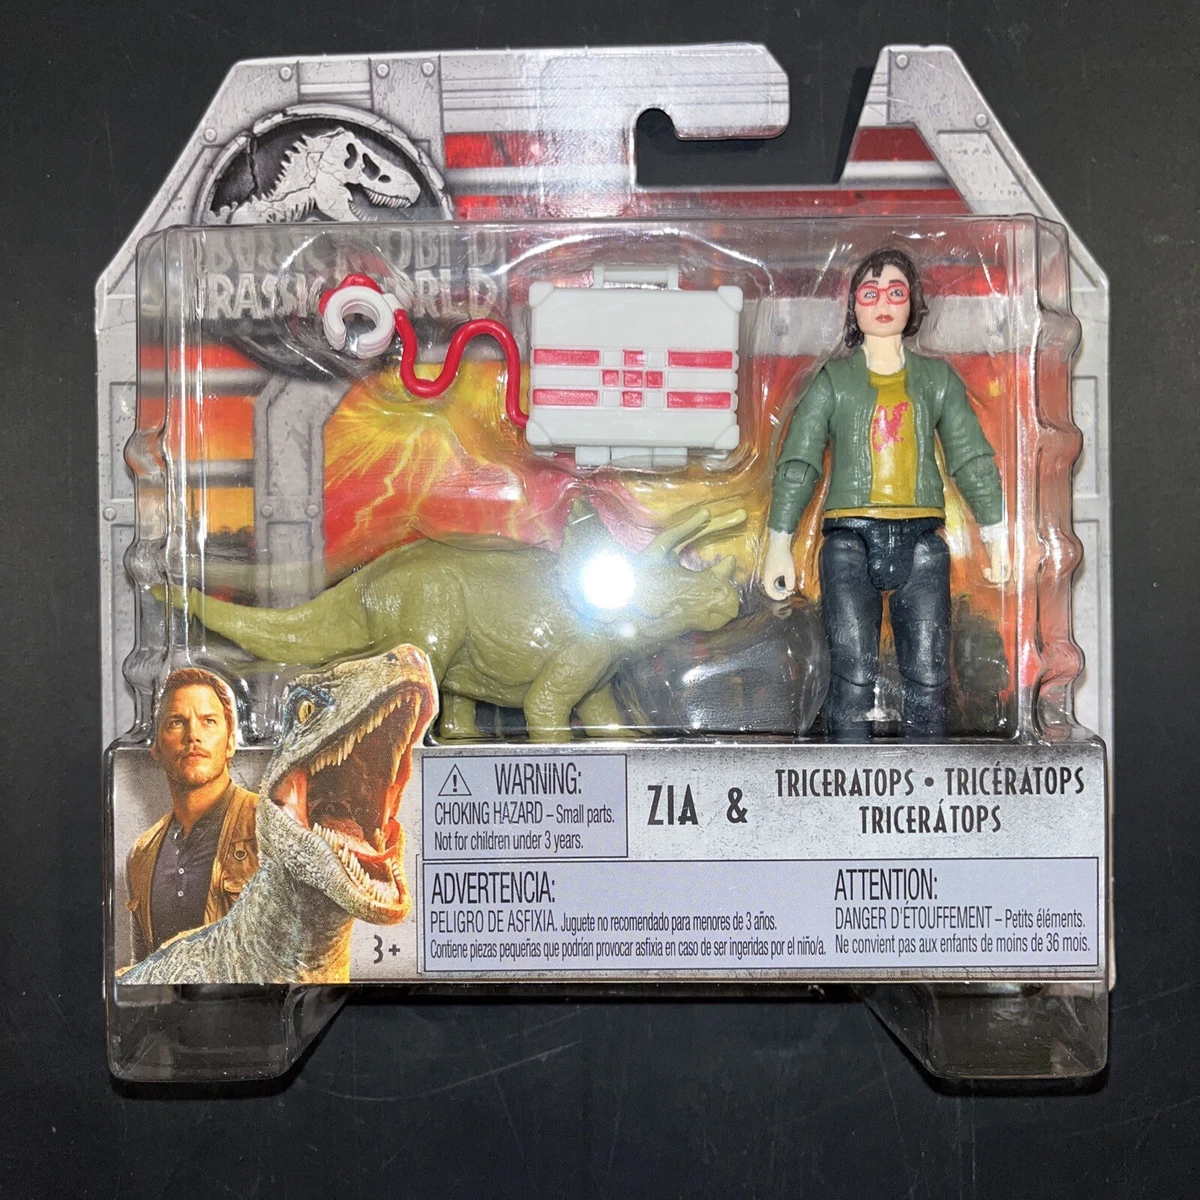 JURASSIC WORLD
⚠ WARNING:
CHOKING HAZARD – Small parts.
Not for children under 3 years.
ZIA &
TRICERATOPS • TRICÉRATOPS
TRICERÁTOPS
ADVERTENCIA:
PELIGRO DE ASFIXIA. Juguete no recomendado para menores de 3 años.
Contiene piezas pequeñas que podrían provocar asfixia en caso de ser ingeridas por el niño/a.
ATTENTION:
DANGER D'ÉTOUFFEMENT – Petits éléments.
Ne convient pas aux enfants de moins de 36 mois.
3+